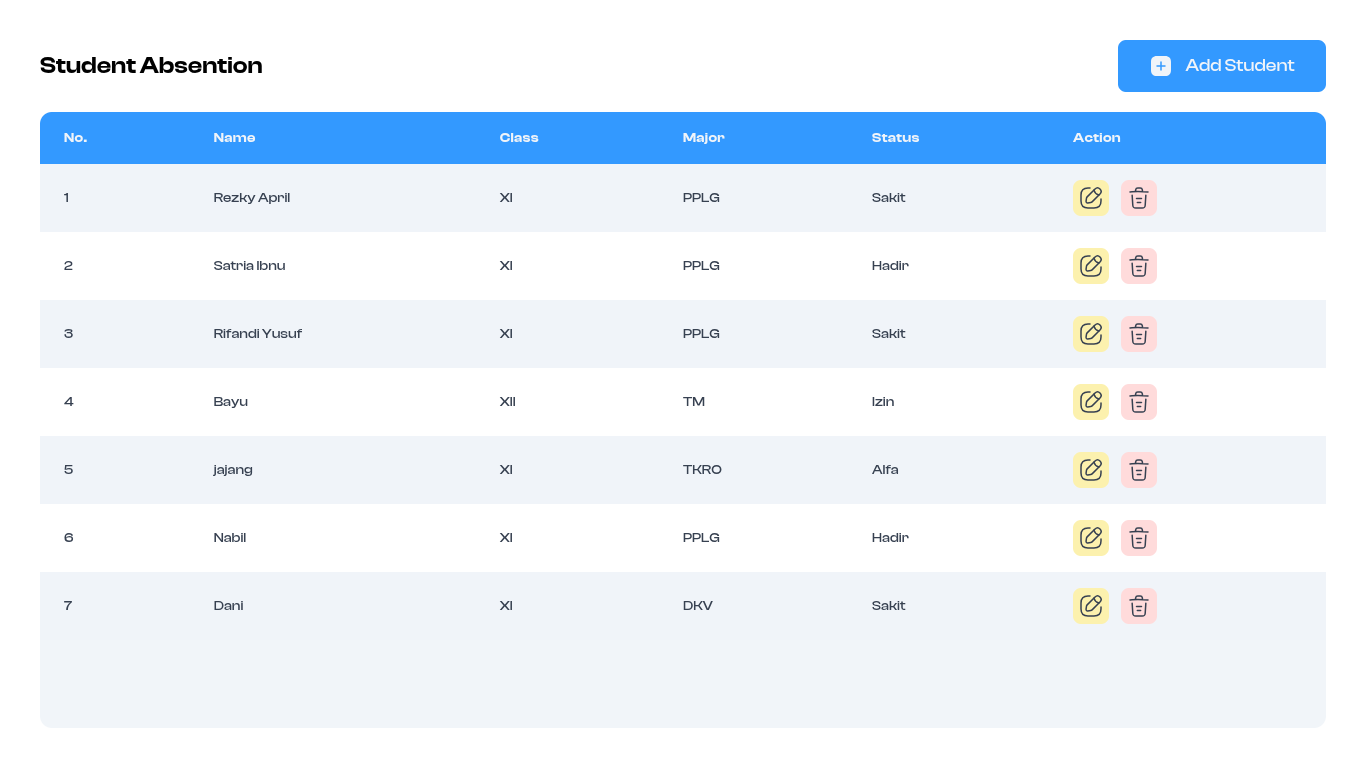 Student Absention
Add Student
No. Name Class Major Status Action
1 Rezky April XI PPLG Sakit
2 Satria Ibnu XI PPLG Hadir
3 Rifandi Yusuf XI PPLG Sakit
4 Bayu XII TM Izin
5 jajang XI TKRO Alfa
6 Nabil XI PPLG Hadir
7 Dani XI DKV Sakit